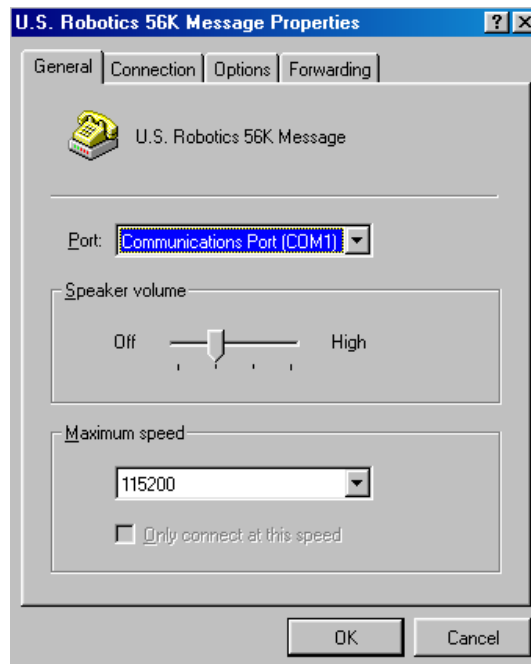 U.S. Robotics 56K Message Properties
General Connection Options Forwarding
U.S. Robotics 56K Message
Port: Communications Port (COM1)
Speaker volume
Off High
Maximum speed
115200
Only connect at this speed
OK Cancel